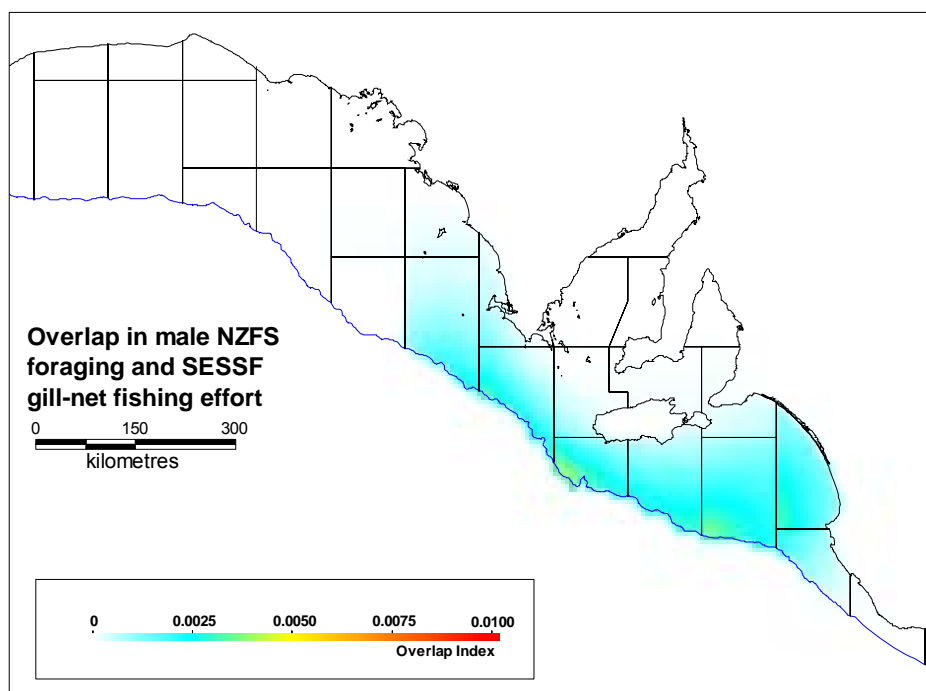 Overlap in male NZFS
foraging and SESSF
gill-net fishing effort
0 150 300
kilometres
0 0.0025 0.0050 0.0075 0.0100
Overlap Index